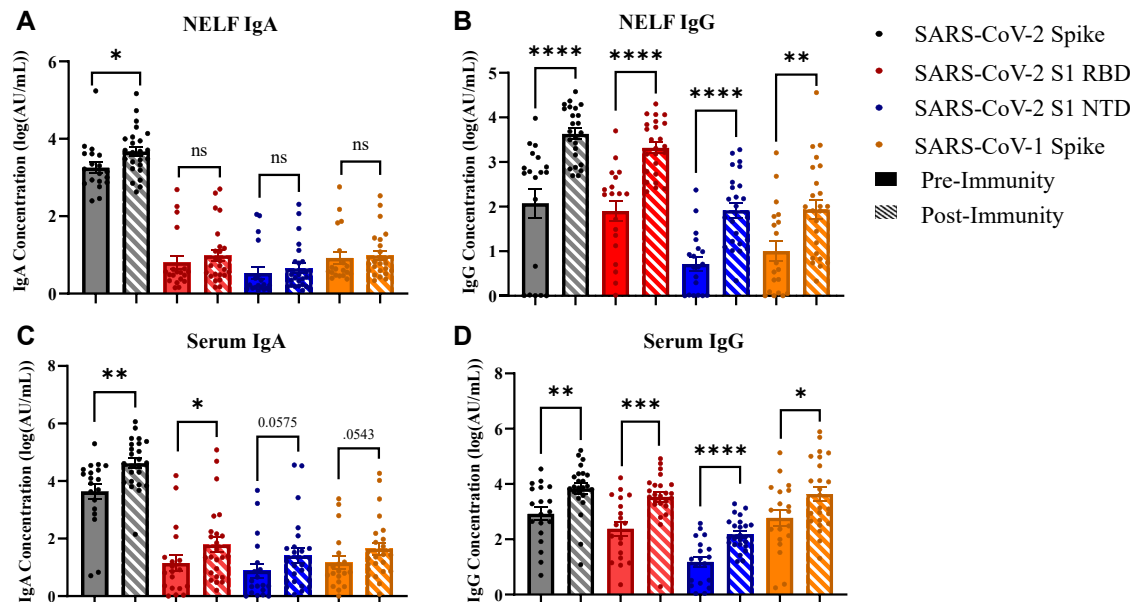 A
NELF IgA
IgA Concentration (log(AU/mL))
6
4
2
0
*
ns
ns
ns
B
NELF IgG
IgG Concentration (log(AU/mL))
5
4
3
2
1
0
****
****
****
**
SARS-CoV-2 Spike
SARS-CoV-2 S1 RBD
SARS-CoV-2 S1 NTD
SARS-CoV-1 Spike
Pre-Immunity
Post-Immunity
C
Serum IgA
IgA Concentration (log(AU/mL))
8
6
4
2
0
**
*
0.0575
.0543
D
Serum IgG
IgG Concentration (log(AU/mL))
8
6
4
2
0
**
***
****
*